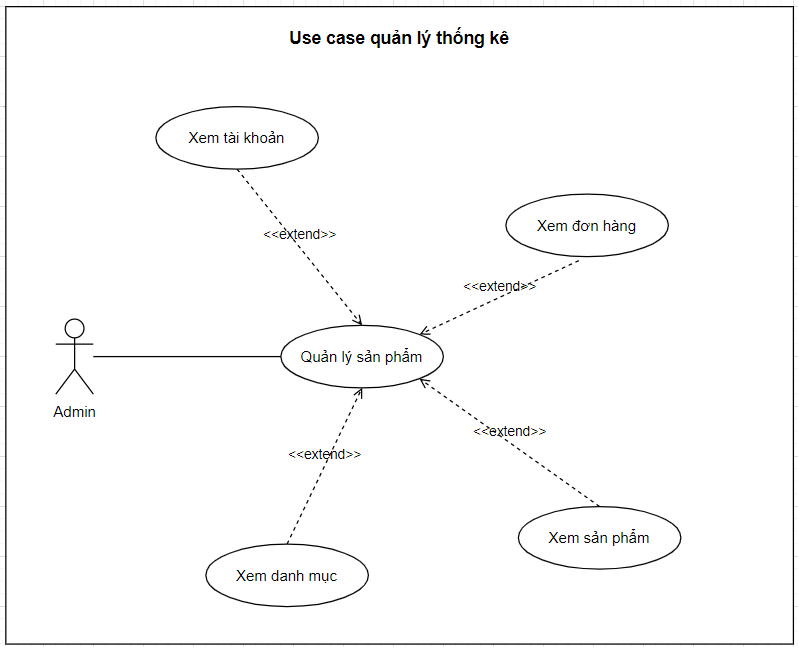 Use case quản lý thống kê
Xem tài khoản
<<extend>>
Xem đơn hàng
<<extend>>
Quản lý sản phẩm
Admin
<<extend>>
<<extend>>
Xem sản phẩm
Xem danh mục